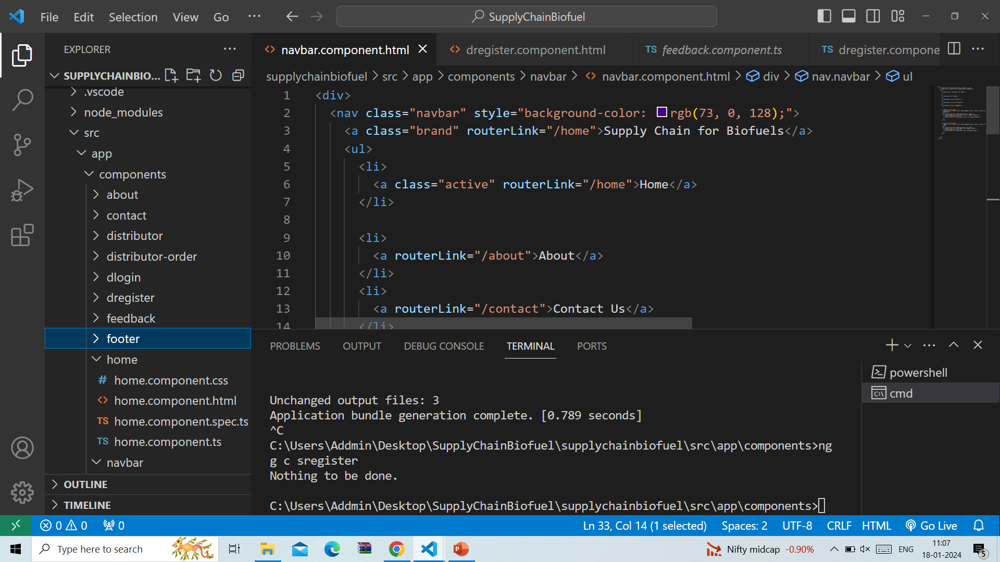 File Edit Selection View Go ··· SupplyChainBiofuel
EXPLORER
SUPPLYCHAINBIO...
.vscode
node_modules
src
app
components
about
contact
distributor
distributor-order
dlogin
dregister
feedback
footer
home
# home.component.css
<> home.component.html
TS home.component.spec.ts
TS home.component.ts
navbar
OUTLINE
TIMELINE
<> navbar.component.html <> dregister.component.html TS feedback.component.ts TS dregister.compone
supplychainbiofuel > src > app > components > navbar > <> navbar.component.html > div > nav.navbar > ul
1 <div>
2 <nav class="navbar" style="background-color: rgb(73, 0, 128);">
3 <a class="brand" routerLink="/home">Supply Chain for Biofuels</a>
4 <ul>
5 <li>
6 <a class="active" routerLink="/home">Home</a>
7 </li>
8
9 <li>
10 <a routerLink="/about">About</a>
11 </li>
12 <li>
13 <a routerLink="/contact">Contact Us</a>
14 </li>
PROBLEMS OUTPUT DEBUG CONSOLE TERMINAL PORTS
Unchanged output files: 3
Application bundle generation complete. [0.789 seconds]
^C
C:\Users\Addmin\Desktop\SupplyChainBiofuel\supplychainbiofuel\src\app\components>ng
g c sregister
Nothing to be done.
C:\Users\Addmin\Desktop\SupplyChainBiofuel\supplychainbiofuel\src\app\components>
powershell
cmd
0 0 0 Ln 33, Col 14 (1 selected) Spaces: 2 UTF-8 CRLF HTML Go Live
Type here to search Nifty midcap -0.90% ENG 11:07
18-01-2024 5